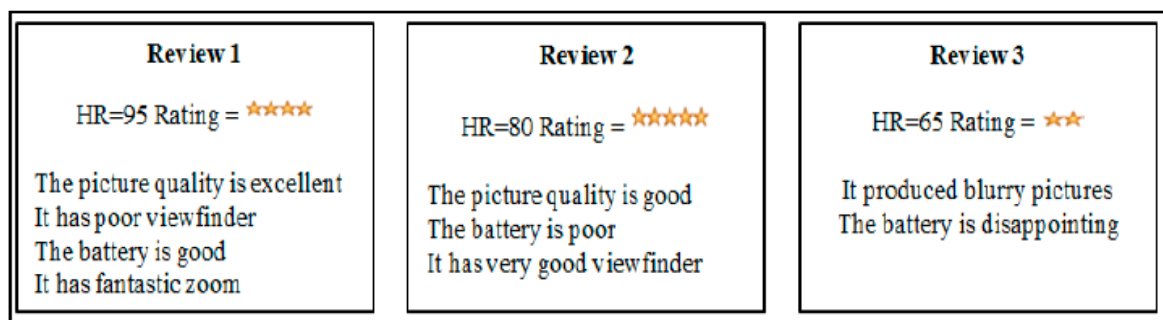 Review 1
HR=95 Rating = ★★★★
The picture quality is excellent
It has poor viewfinder
The battery is good
It has fantastic zoom
Review 2
HR=80 Rating = ★★★★★
The picture quality is good
The battery is poor
It has very good viewfinder
Review 3
HR=65 Rating = ★★
It produced blurry pictures
The battery is disappointing